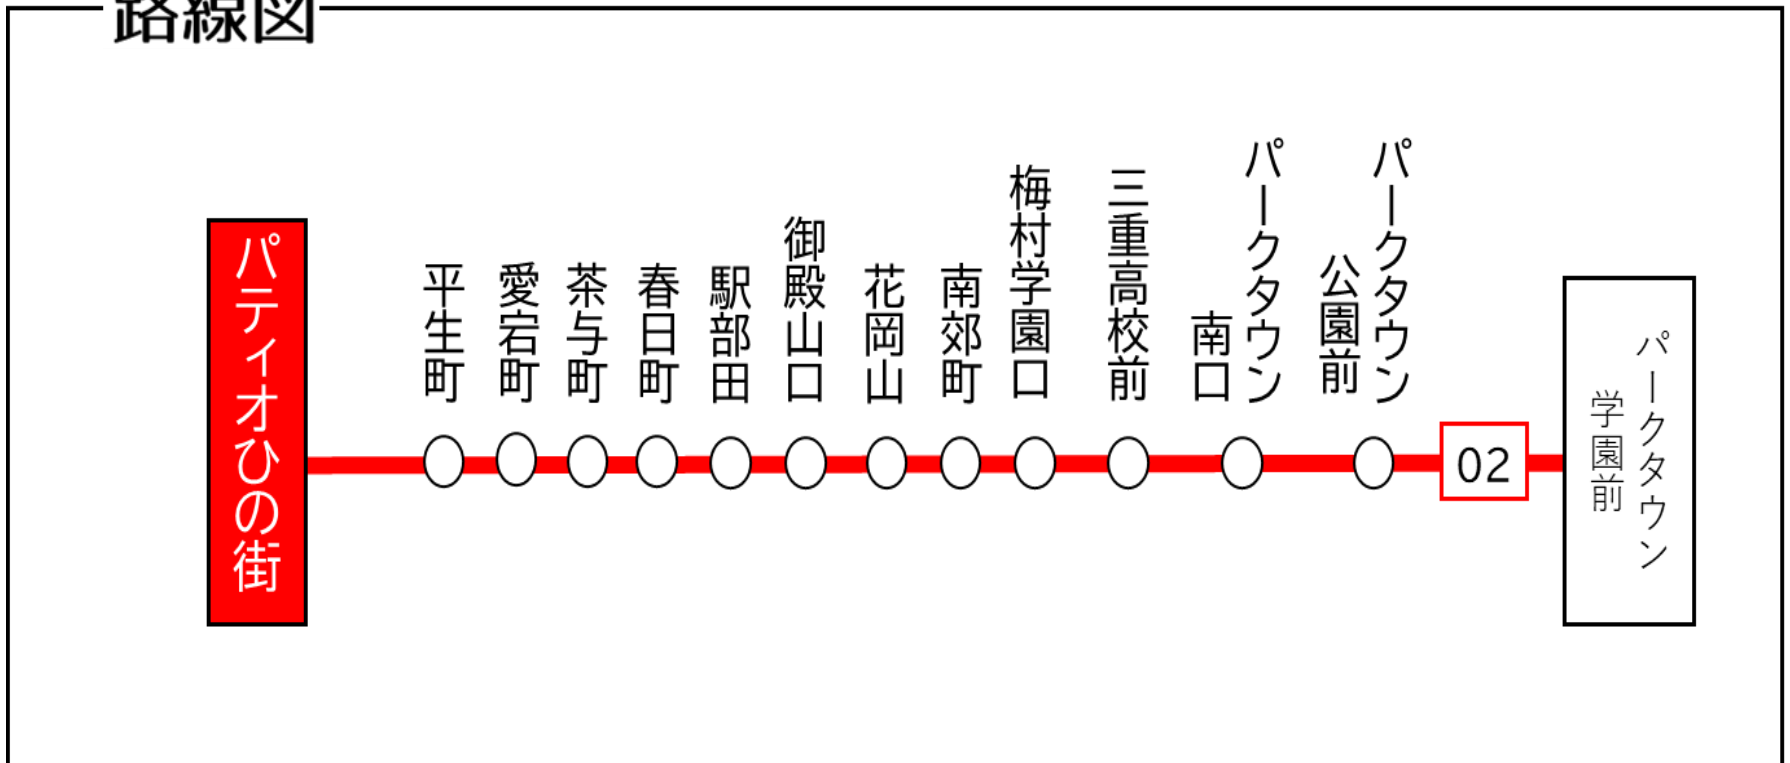 路線図
パティオひの街
平生町
愛宕町
茶与町
春日町
駅部田
御殿山口
花岡山
南郊町
梅村学園口
三重高校前
パークタウン
南口
パークタウン
公園前
02
パークタウン
学園前